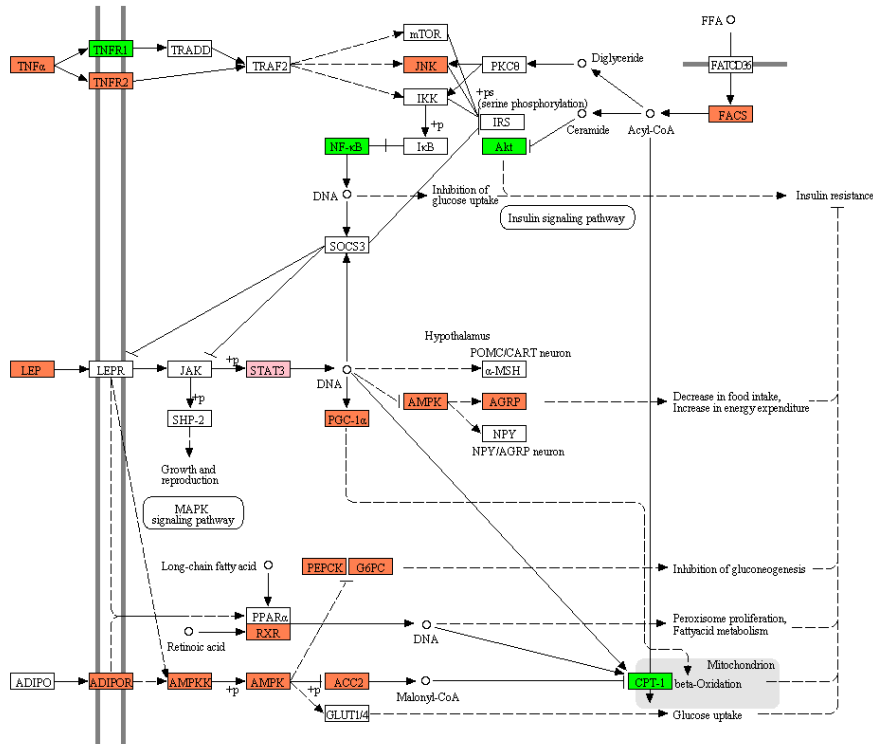 FFA
TNFα
TNFR1
TRADD
TNFR2
TRAF2
mTOR
JNK
PKCθ
Diglyceride
FATCD36
IKK
+ps
(serine phosphorylation)
IRS
+p
Ceramide
Acyl-CoA
FACS
NF-κB
IκB
Akt
DNA
Inhibition of
glucose uptake
Insulin resistance
Insulin signaling pathway
SOCS3
Hypothalamus
POMC/CART neuron
LEP
LEPR
JAK
+p
STAT3
DNA
α-MSH
+p
SHP-2
PGC-1α
AMPK
AGRP
Decrease in food intake,
Increase in energy expenditure
NPY
NPY/AGRP neuron
Growth and
reproduction
MAPK
signaling pathway
Long-chain fatty acid
PEPCK
G6PC
Inhibition of gluconeogenesis
PPARα
RXR
Retinoic acid
DNA
Peroxisome proliferation,
Fattyacid metabolism
Mitochondrion
ADIPO
ADIPOR
AMPKK
+p
AMPK
+p
ACC2
Malonyl-CoA
CPT-1
beta-Oxidation
GLUT1/4
Glucose uptake